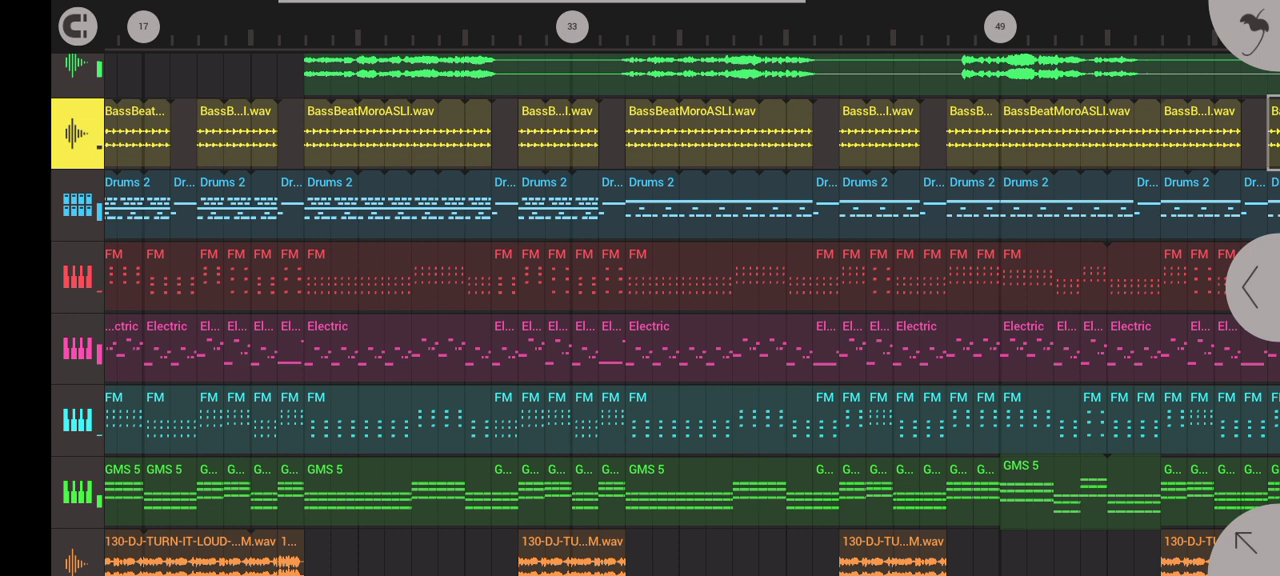 17 33 49
BassBeat... BassB...I.wav BassBeatMoroASLI.wav BassB...I.wav BassBeatMoroASLI.wav BassB...I.wav BassB... BassBeatMoroASLI.wav BassB...I.wav
Drums 2 Dr... Drums 2 Dr... Drums 2 Dr... Drums 2 Dr... Drums 2 Dr... Drums 2 Dr... Drums 2 Drums 2 Dr... Drums 2 Dr... D
FM FM FM FM FM FM FM FM FM FM FM FM FM FM FM FM FM FM FM FM FM FM FM
...ctric Electric El... El... El... El... Electric El... El... El... El... El... Electric El... El... El... Electric Electric El... El... Electric El... El...
FM FM FM FM FM FM FM FM FM FM FM FM FM FM FM FM FM FM FM FM FM FM FM FM FM FM FM
GMS 5 GMS 5 G... G... G... G... GMS 5 G... G... G... G... G... GMS 5 G... G... G... G... G... G... G... GMS 5 G... G... G... G... G...
130-DJ-TURN-IT-LOUD-...M.wav 1... 130-DJ-TU...M.wav 130-DJ-TU...M.wav